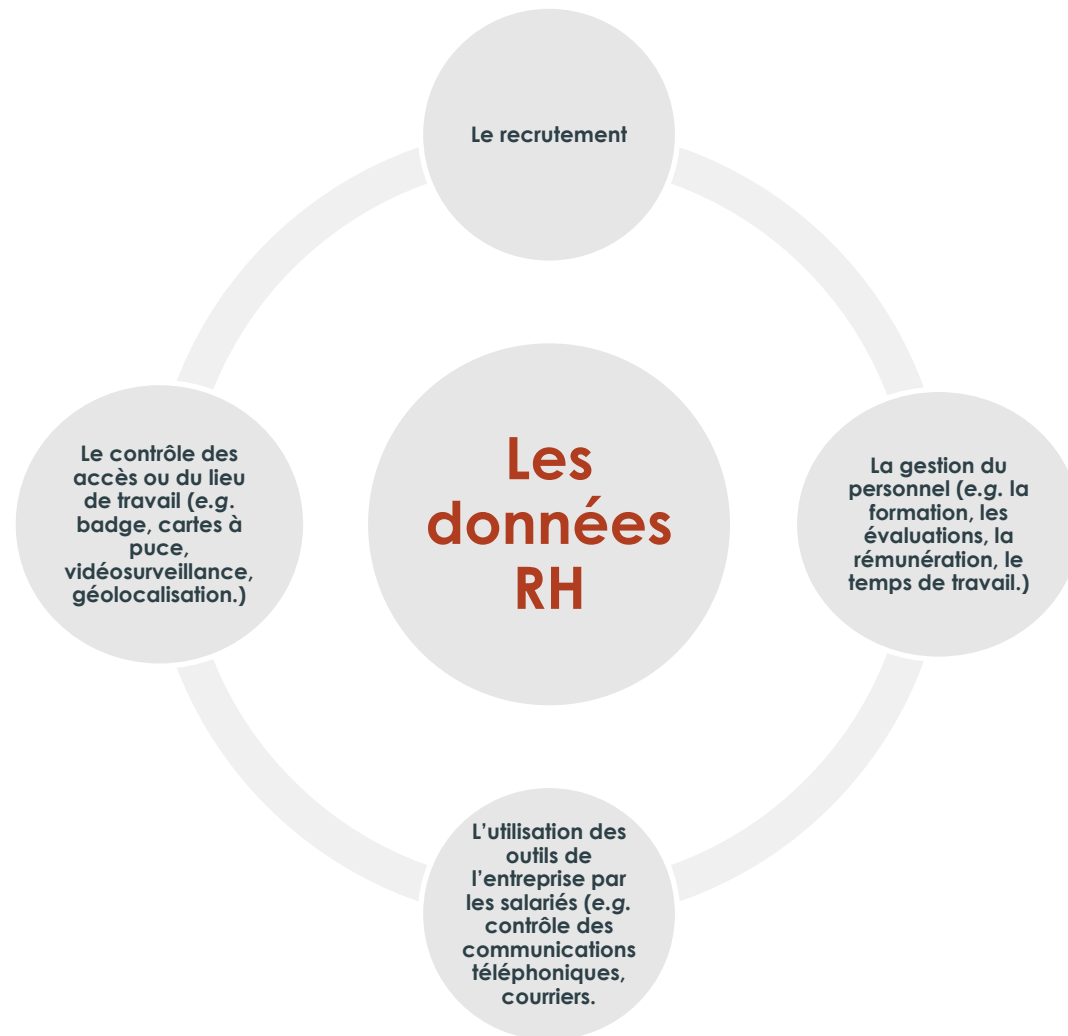 Le recrutement
Les
données
RH
La gestion du
personnel (e.g. la
formation, les
évaluations, la
rémunération, le
temps de travail.)
L'utilisation des
outils de
l'entreprise par
les salariés (e.g.
contrôle des
communications
téléphoniques,
courriers.
Le contrôle des
accès ou du lieu
de travail (e.g.
badge, cartes à
puce,
vidéosurveillance,
géolocalisation.)